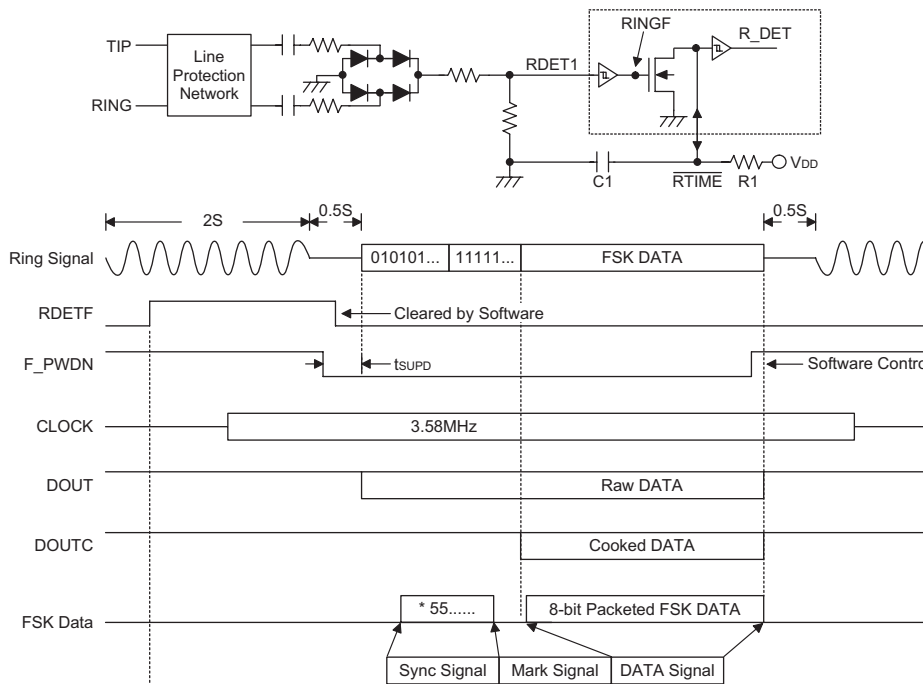 TIP
RING
Line
Protection
Network
RDET1
RINGF
R_DET
C1
RTIME
R1
VDD
2S
0.5S
0.5S
Ring Signal
010101...
11111...
FSK DATA
RDETF
Cleared by Software
F_PWDN
tSUPD
Software Contro
CLOCK
3.58MHz
DOUT
Raw DATA
DOUTC
Cooked DATA
FSK Data
* 55......
8-bit Packeted FSK DATA
Sync Signal
Mark Signal
DATA Signal